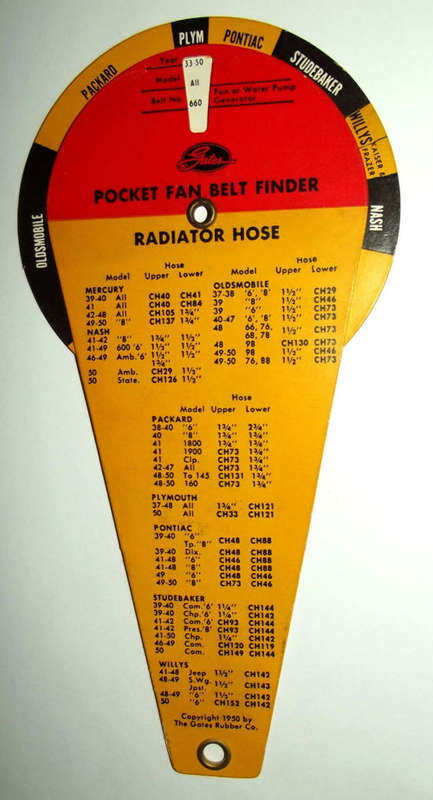 OLDSMOBILE
PACKARD
PLYM
PONTIAC
STUDEBAKER
WILLYS
KAISER &
FRAZER
NASH
Year 33-50
Model All
Belt No. 660
Fan or Water Pump
Generator
Gates
POCKET FAN BELT FINDER
RADIATOR HOSE
Hose
Model Upper Lower
MERCURY
39-40 All CH40 CH41
41 All CH40 CH84
42-48 All CH105 1¾"
49-50 "8" CH137 1¾"
NASH
41-42 "8" 1¾" 1½"
41-49 600 '6' 1½" 1½"
46-49 Amb.'6' 1½" 1½"
1¾"
50 Amb. CH29 1½"
50 State. CH126 1½"
Hose
Model Upper Lower
OLDSMOBILE
37-38 '6', '8' 1½" CH29
39 "8" 1½" CH46
39 "6" 1½" CH73
40-47 '6', '8' 1½" CH73
48 66, 76,
68, 78 1½" CH73
48 98 CH130 CH73
49-50 98 1½" CH46
49-50 76, 88 1½" CH73
Hose
Model Upper Lower
PACKARD
38-40 "6" 1¾" 2¾"
40 "8" 1¾" 1¾"
41 1800 1¾" 1¾"
41 1900 CH73 1¾"
41 Clp. CH73 1¾"
42-47 All CH73 1¾"
48-50 To 145 CH131 1¾"
48-50 160 CH73 1¾"
PLYMOUTH
37-48 All 1¾" CH121
50 All CH33 CH121
PONTIAC
39-40 "6"
Tp."8" CH48 CH88
39-40 Dlx. CH48 CH88
41-48 "6" CH46 CH88
41-48 "8" CH48 CH88
49 "6" CH48 CH46
49-50 "8" CH73 CH46
STUDEBAKER
39-40 Com.'6' 1¼" CH144
39-40 Chp.'6' 1¼" CH142
41-42 Com.'6' CH93 CH144
41-42 Pres.'8' CH93 CH144
41-50 Chp. 1¼" CH142
46-49 Com. CH120 CH119
50 Com. CH149 CH144
WILLYS
41-48 Jeep 1½" CH142
48-49 S.Wg.
Jpst. 1½" CH143
48-49 "6" 1½" CH142
50 "6" CH152 CH142
Copyright 1950 by
The Gates Rubber Co.